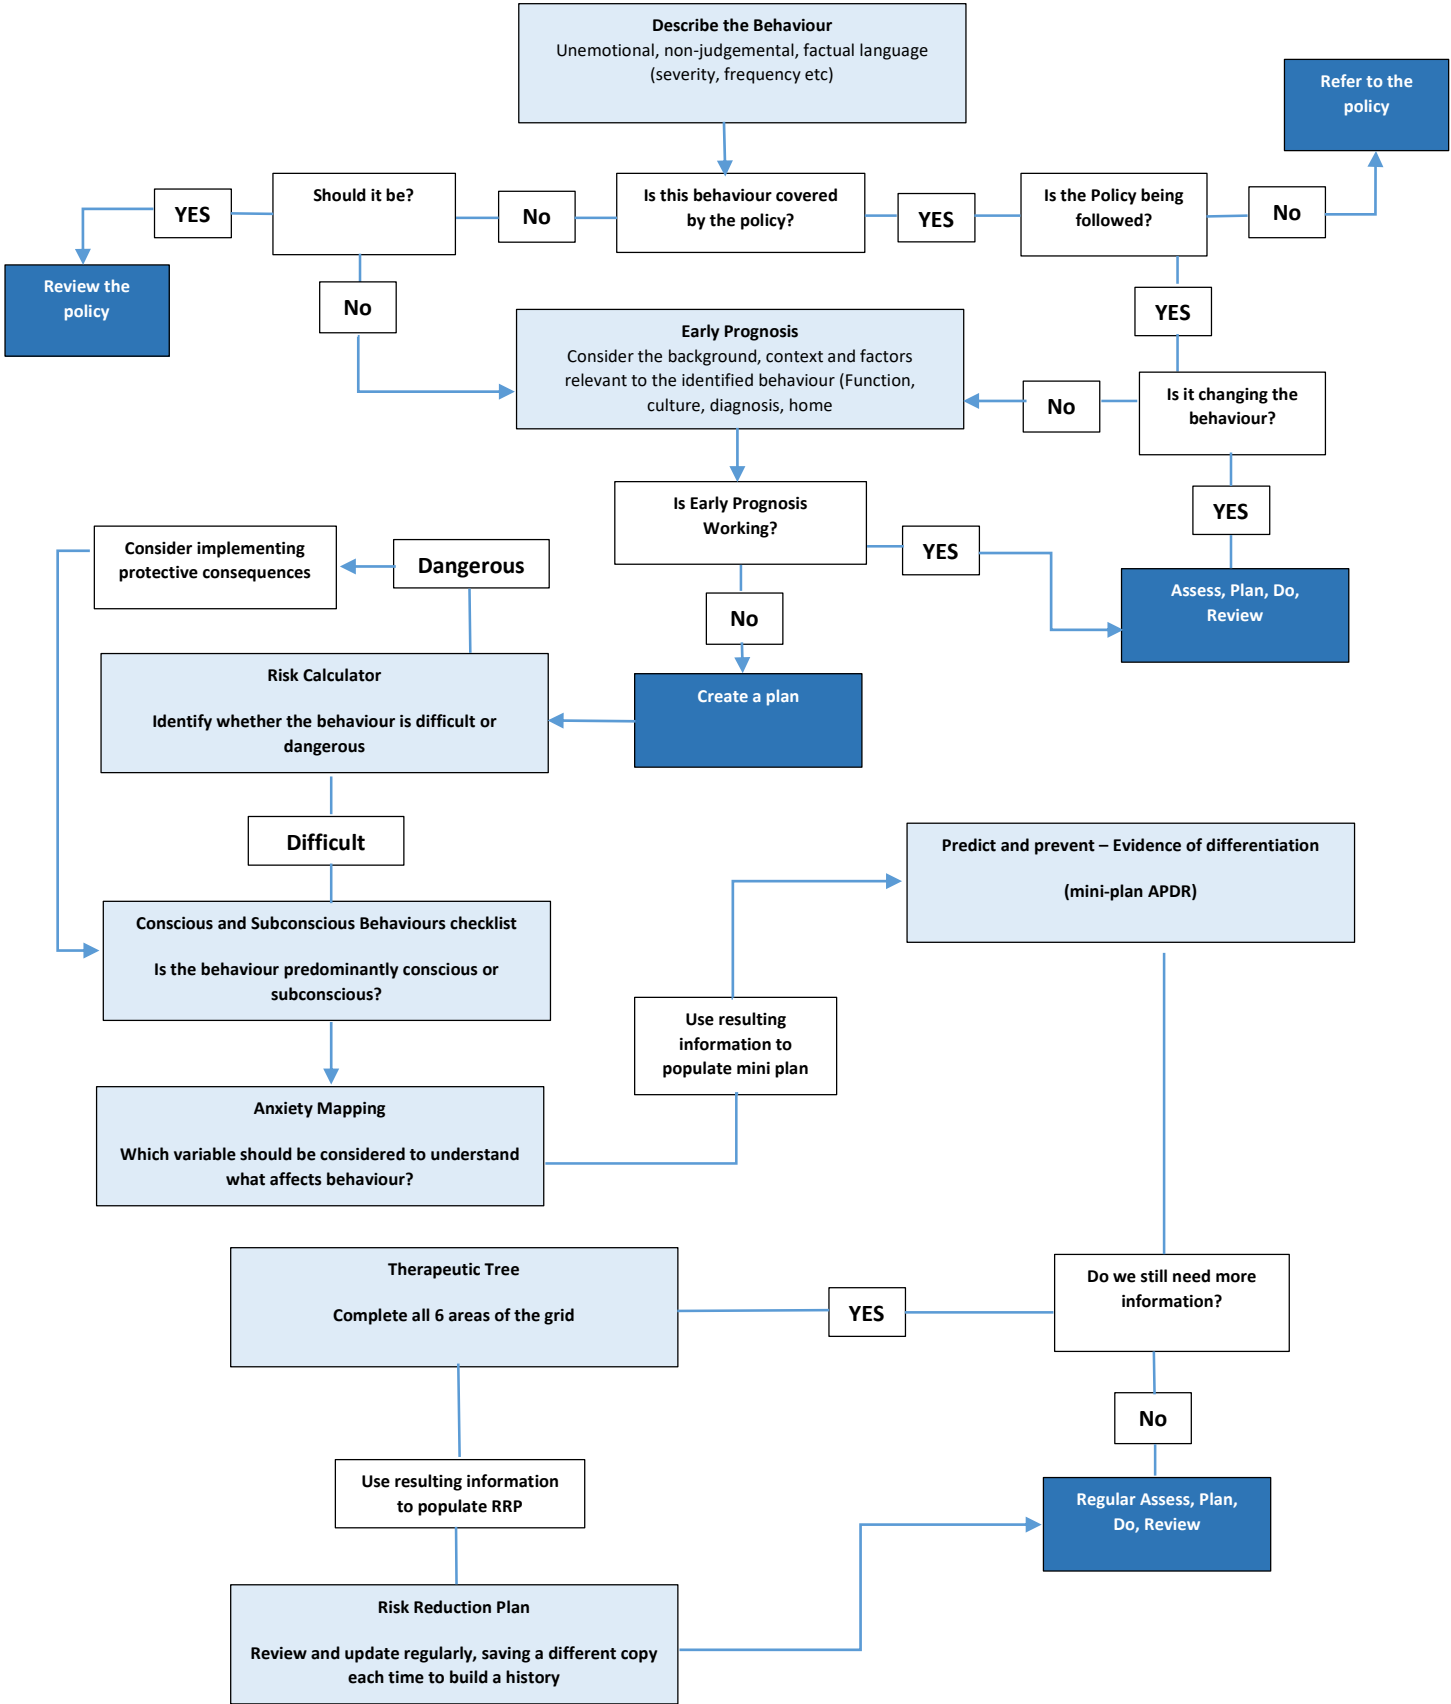 Describe the Behaviour
Unemotional, non-judgemental, factual language
(severity, frequency etc)
Refer to the
policy
Should it be?
Is this behaviour covered
by the policy?
Is the Policy being
followed?
YES
No
YES
No
Review the
policy
No
YES
Early Prognosis
Consider the background, context and factors
relevant to the identified behaviour (Function,
culture, diagnosis, home
No
Is it changing the
behaviour?
Is Early Prognosis
Working?
YES
YES
Consider implementing
protective consequences
Dangerous
No
Assess, Plan, Do,
Review
Risk Calculator
Identify whether the behaviour is difficult or
dangerous
Create a plan
Difficult
Predict and prevent – Evidence of differentiation
(mini-plan APDR)
Conscious and Subconscious Behaviours checklist
Is the behaviour predominantly conscious or
subconscious?
Use resulting
information to
populate mini plan
Anxiety Mapping
Which variable should be considered to understand
what affects behaviour?
Therapeutic Tree
Complete all 6 areas of the grid
YES
Do we still need more
information?
No
Use resulting information
to populate RRP
Regular Assess, Plan,
Do, Review
Risk Reduction Plan
Review and update regularly, saving a different copy
each time to build a history